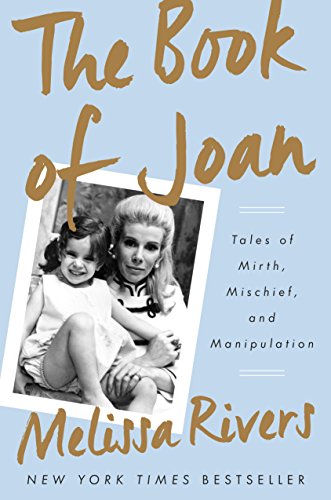 The Book
of Joan
Tales of
Mirth,
Mischief,
and
Manipulation
Melissa Rivers
NEW YORK TIMES BESTSELLER